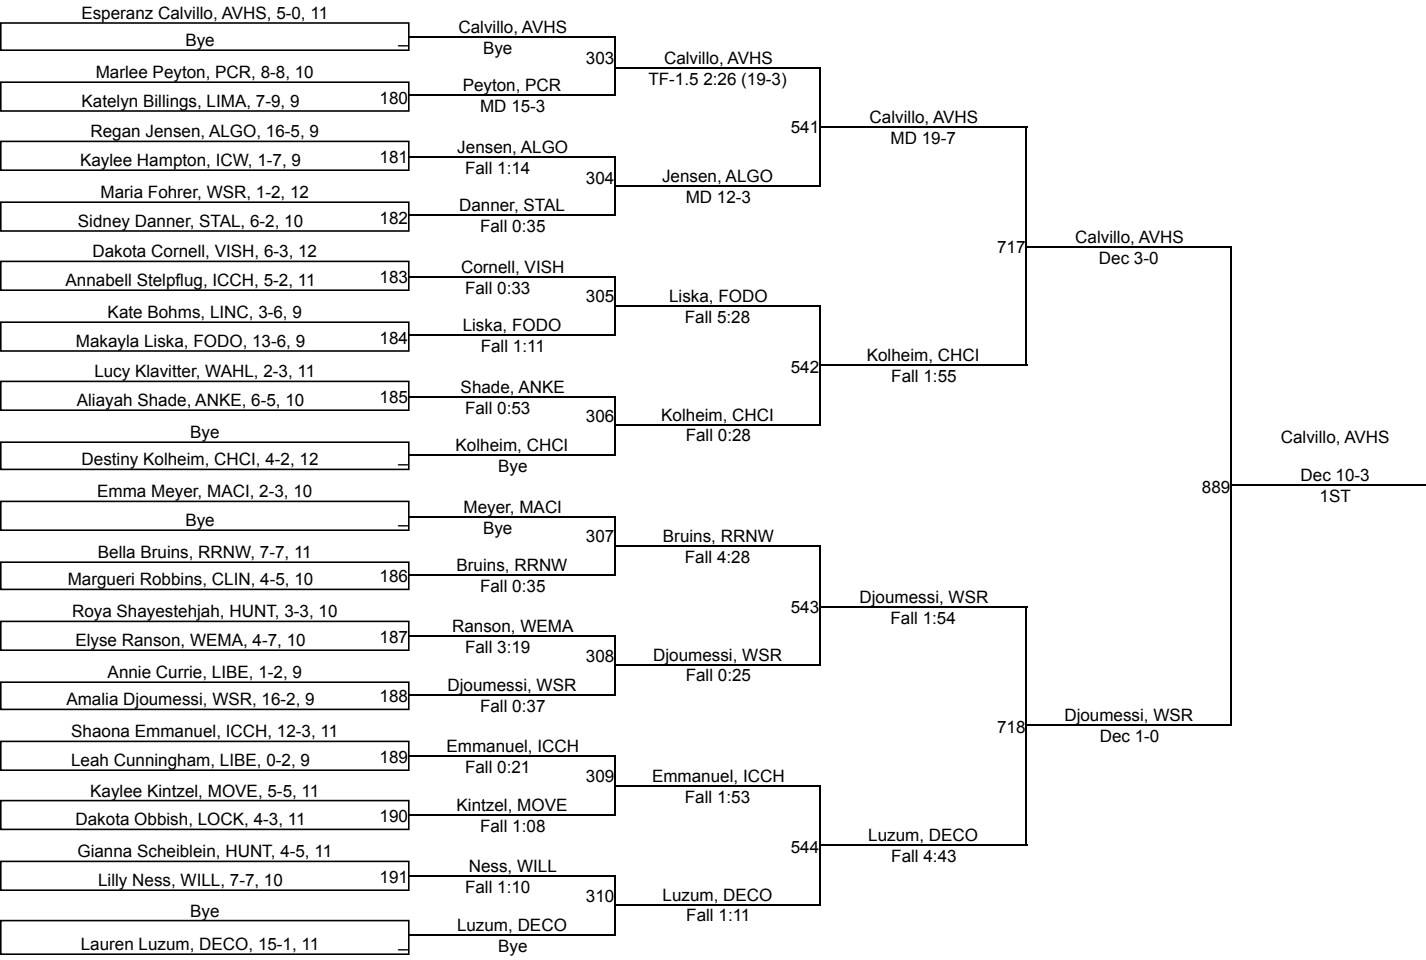 Esperanz Calvillo, AVHS, 5-0, 11
Bye
_
Marlee Peyton, PCR, 8-8, 10
Katelyn Billings, LIMA, 7-9, 9
180
Regan Jensen, ALGO, 16-5, 9
Kaylee Hampton, ICW, 1-7, 9
181
Maria Fohrer, WSR, 1-2, 12
Sidney Danner, STAL, 6-2, 10
182
Dakota Cornell, VISH, 6-3, 12
Annabell Stelpflug, ICCH, 5-2, 11
183
Kate Bohms, LINC, 3-6, 9
Makayla Liska, FODO, 13-6, 9
184
Lucy Klavitter, WAHL, 2-3, 11
Aliayah Shade, ANKE, 6-5, 10
185
Bye
Destiny Kolheim, CHCI, 4-2, 12
_
Emma Meyer, MACI, 2-3, 10
Bye
_
Bella Bruins, RRNW, 7-7, 11
Margueri Robbins, CLIN, 4-5, 10
186
Roya Shayestehjah, HUNT, 3-3, 10
Elyse Ranson, WEMA, 4-7, 10
187
Annie Currie, LIBE, 1-2, 9
Amalia Djoumessi, WSR, 16-2, 9
188
Shaona Emmanuel, ICCH, 12-3, 11
Leah Cunningham, LIBE, 0-2, 9
189
Kaylee Kintzel, MOVE, 5-5, 11
Dakota Obbish, LOCK, 4-3, 11
190
Gianna Scheiblein, HUNT, 4-5, 11
Lilly Ness, WILL, 7-7, 10
191
Bye
Lauren Luzum, DECO, 15-1, 11
_
Calvillo, AVHS
Bye
303
Peyton, PCR
MD 15-3
Jensen, ALGO
Fall 1:14
304
Danner, STAL
Fall 0:35
Cornell, VISH
Fall 0:33
305
Liska, FODO
Fall 1:11
Shade, ANKE
Fall 0:53
306
Kolheim, CHCI
Bye
Meyer, MACI
Bye
307
Bruins, RRNW
Fall 0:35
Ranson, WEMA
Fall 3:19
308
Djoumessi, WSR
Fall 0:37
Emmanuel, ICCH
Fall 0:21
309
Kintzel, MOVE
Fall 1:08
Ness, WILL
Fall 1:10
310
Luzum, DECO
Bye
Calvillo, AVHS
TF-1.5 2:26 (19-3)
541
Jensen, ALGO
MD 12-3
Liska, FODO
Fall 5:28
542
Kolheim, CHCI
Fall 0:28
Bruins, RRNW
Fall 4:28
543
Djoumessi, WSR
Fall 0:25
Emmanuel, ICCH
Fall 1:53
544
Luzum, DECO
Fall 1:11
Calvillo, AVHS
MD 19-7
717
Kolheim, CHCI
Fall 1:55
Djoumessi, WSR
Fall 1:54
718
Luzum, DECO
Fall 4:43
Calvillo, AVHS
Dec 3-0
889
Djoumessi, WSR
Dec 1-0
Calvillo, AVHS
Dec 10-3
1ST